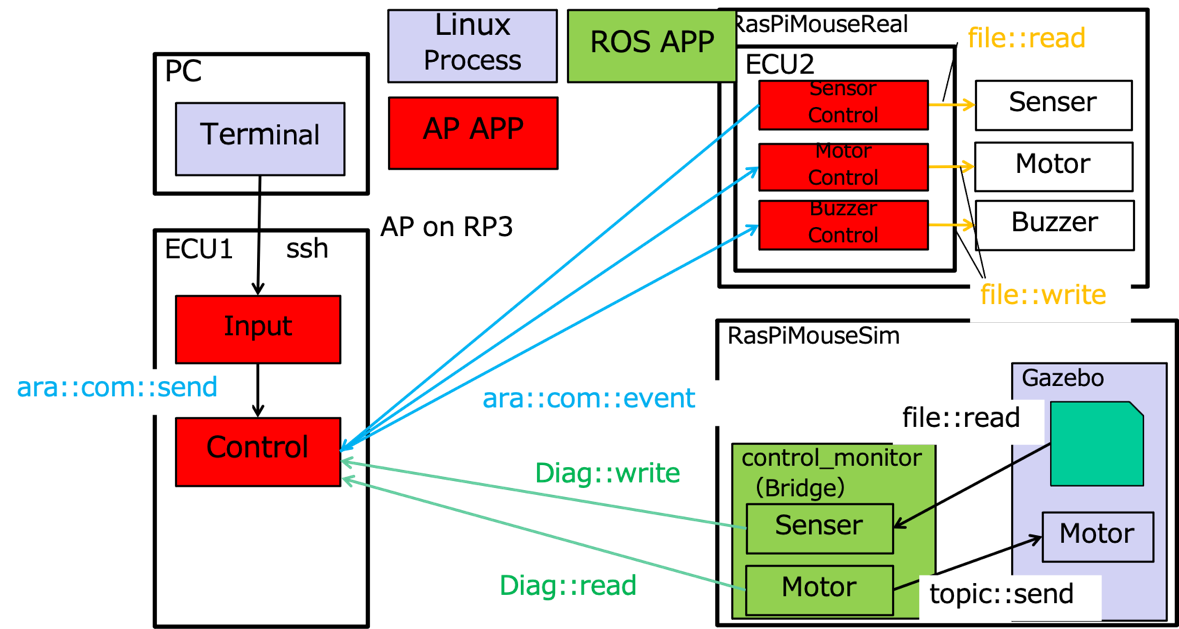 Linux
Process
ROS APP
AP APP
PC
Terminal
AP on RP3
ECU1
ssh
Input
ara::com::send
Control
ara::com::event
Diag::write
Diag::read
RasPiMouseReal
ECU2
file::read
Sensor
Control
Senser
Motor
Control
Motor
Buzzer
Control
Buzzer
file::write
RasPiMouseSim
Gazebo
file::read
control_monitor
（Bridge）
Senser
Motor
Motor
topic::send